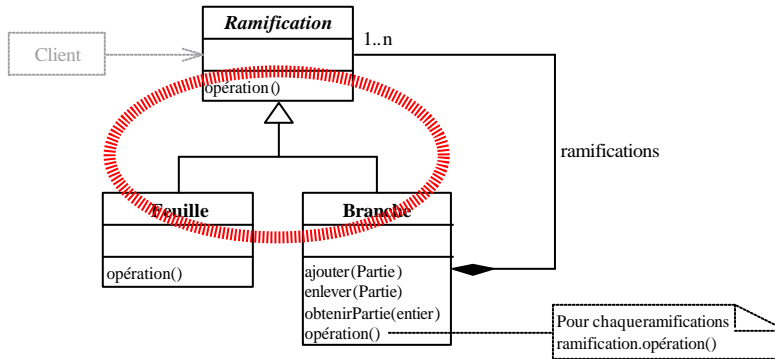 Ramification
1..n
Client
opération()
ramifications
Feuille
Branche
opération()
ajouter(Partie)
enlever(Partie)
obtenirPartie(entier)
opération()
Pour chaqueramifications
ramification.opération()